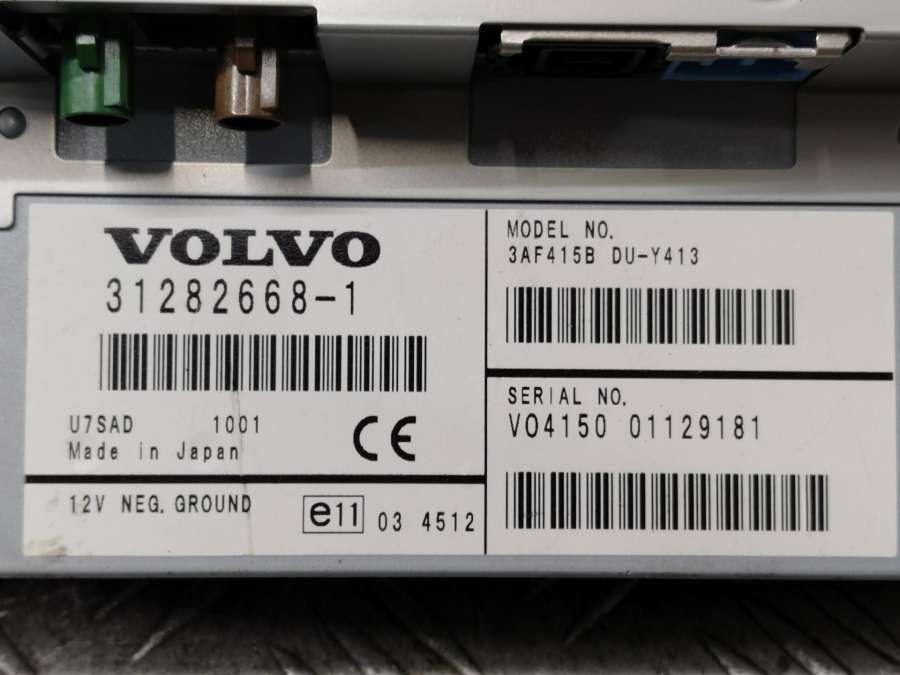 VOLVO
31282668-1
U7SAD 1001
Made in Japan
CE
12V NEG. GROUND
e11 03 4512
MODEL NO.
3AF415B DU-Y413
SERIAL NO.
VO4150 01129181